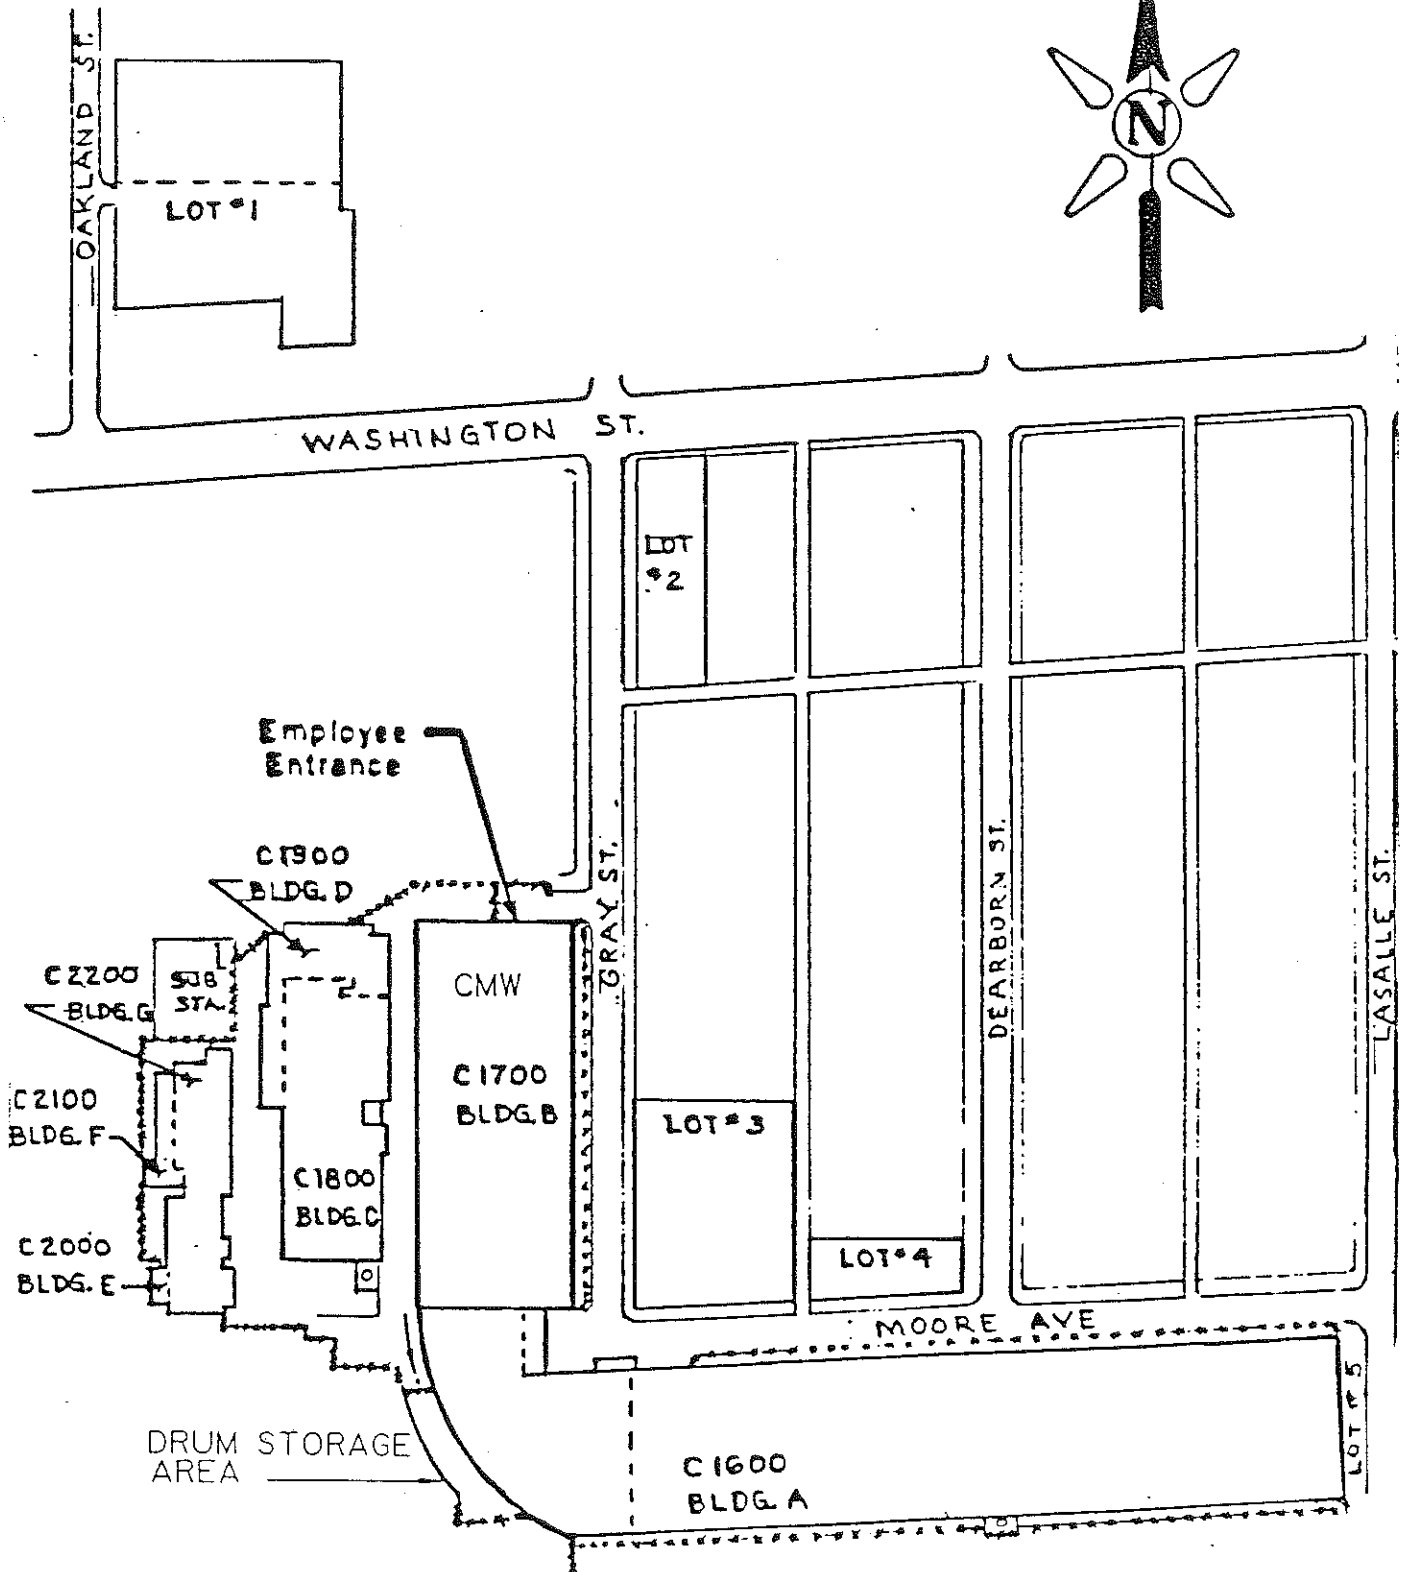 OAKLAND ST.
N
LOT #1
WASHINGTON ST.
LOT
#2
Employee
Entrance
C1900
BLDG. D
GRAY ST.
DEARBORN ST.
LASALLE ST.
C2200
BLDG. G
SUB
STA.
CMW
C1700
BLDG. B
C2100
BLDG. F
LOT #3
C1800
BLDG. C
C2000
BLDG. E
LOT #4
MOORE AVE
LOT #5
DRUM STORAGE
AREA
C1600
BLDG. A